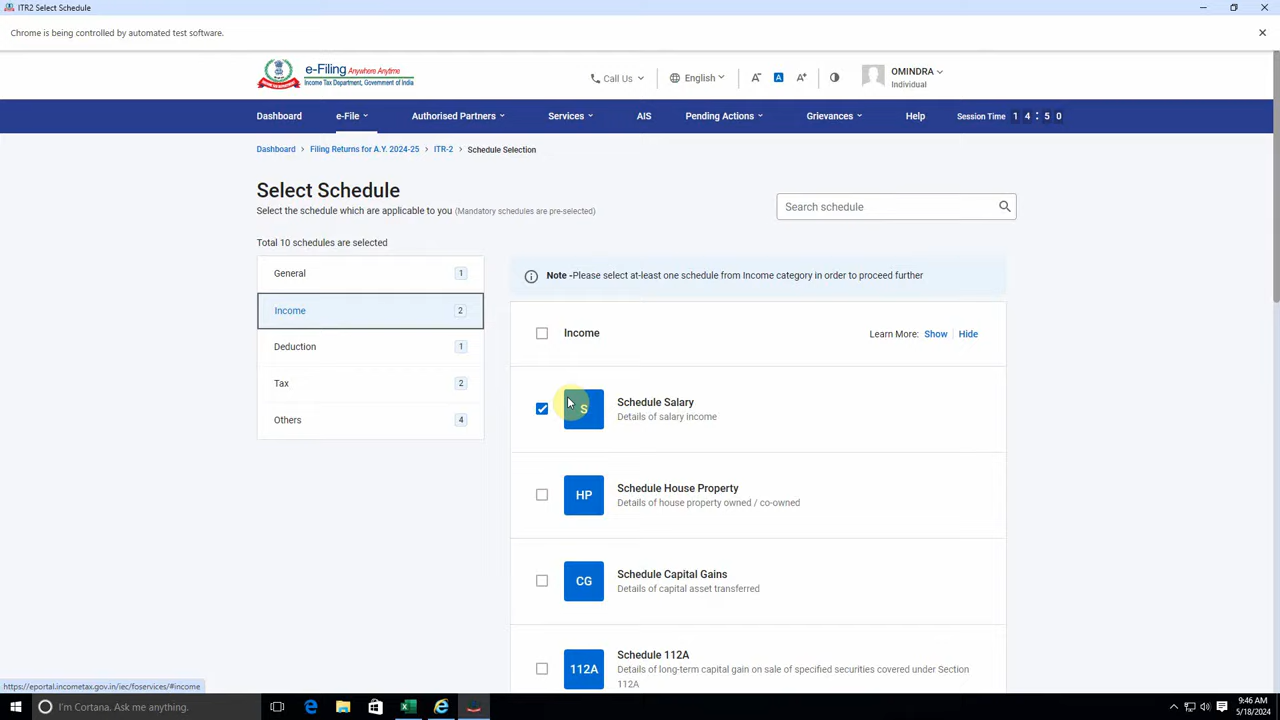 ITR2 Select Schedule
Chrome is being controlled by automated test software.
e-Filing Anywhere Anytime
Income Tax Department, Government of India
Call Us
English
A-
A
A+
OMINDRA
Individual
Dashboard
e-File
Authorised Partners
Services
AIS
Pending Actions
Grievances
Help
Session Time 1 4 : 5 0
Dashboard > Filing Returns for A.Y. 2024-25 > ITR-2 > Schedule Selection
Select Schedule
Select the schedule which are applicable to you (Mandatory schedules are pre-selected)
Search schedule
Total 10 schedules are selected
General 1
Income 2
Deduction 1
Tax 2
Others 4
Note -Please select at-least one schedule from Income category in order to proceed further
Income
Learn More: Show | Hide
S
Schedule Salary
Details of salary income
HP
Schedule House Property
Details of house property owned / co-owned
CG
Schedule Capital Gains
Details of capital asset transferred
112A
Schedule 112A
Details of long-term capital gain on sale of specified securities covered under Section
112A
https://eportal.incometax.gov.in/iec/foservices/#income
I'm Cortana. Ask me anything.
9:46 AM
5/18/2024